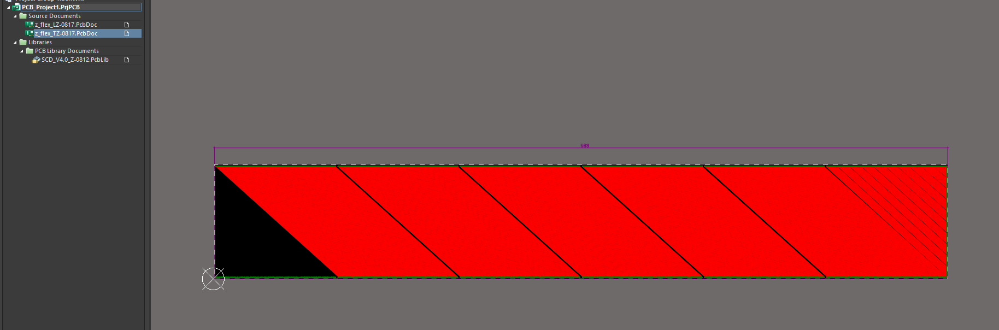 PCB_Project1.PrjPCB
Source Documents
z_flex_LZ-0817.PcbDoc
z_flex_TZ-0817.PcbDoc
Libraries
PCB Library Documents
SCD_V4.0_Z-0812.PcbLib